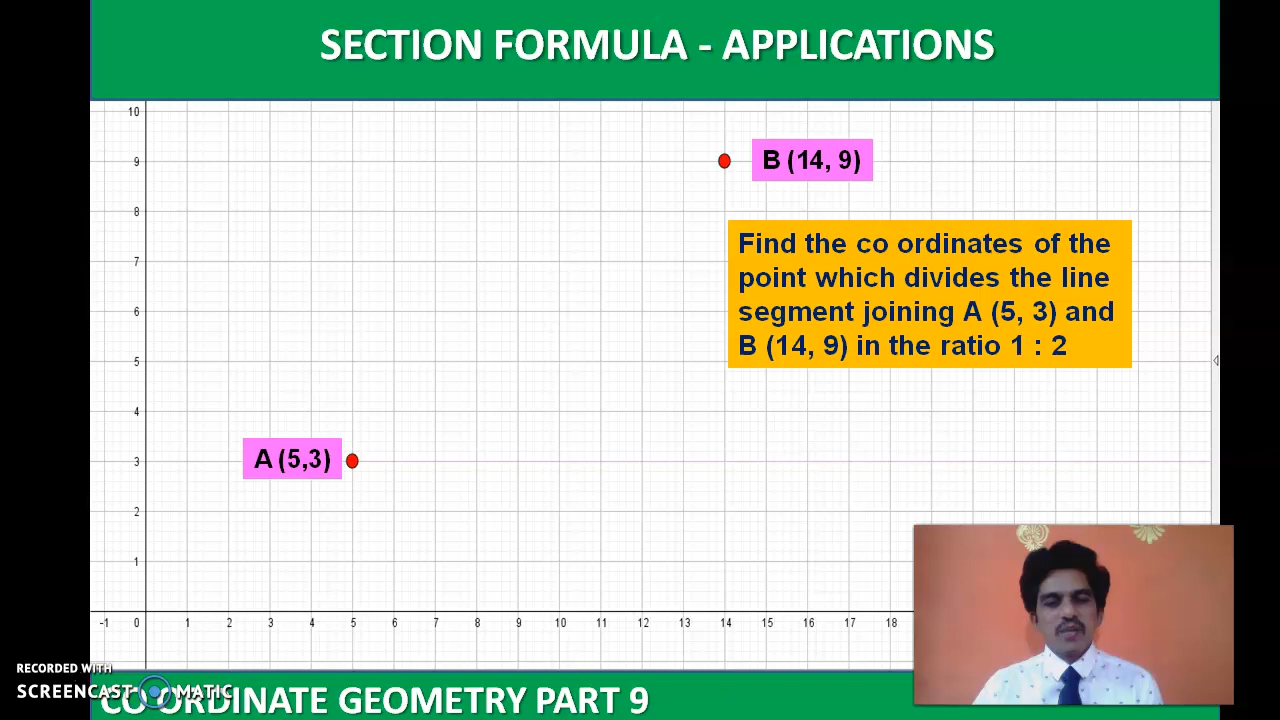 SECTION FORMULA - APPLICATIONS
10
9
B (14, 9)
8
Find the co ordinates of the
point which divides the line
segment joining A (5, 3) and
B (14, 9) in the ratio 1 : 2
7
6
5
4
A (5,3)
3
2
1
-1 0 1 2 3 4 5 6 7 8 9 10 11 12 13 14 15 16 17 18
RECORDED WITH
SCREENCAST MATIC
CO ORDINATE GEOMETRY PART 9